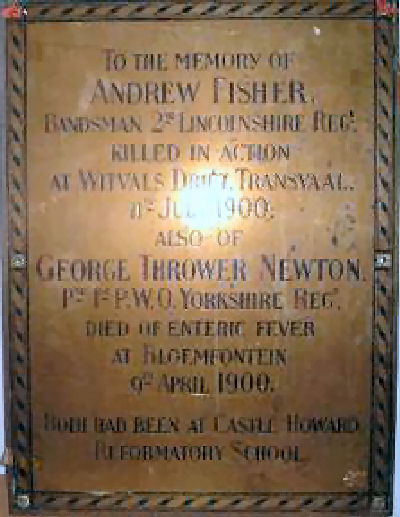 To the memory of
Andrew Fisher,
Bandsman 2nd Lincolnshire Regt.
killed in action
at Witvals Drift, Transvaal,
11th July 1900;
also of
George Thrower Newton,
Pte 1st P.W.O. Yorkshire Regt.,
died of enteric fever
at Bloemfontein
9th April 1900.
Both had been at Castle Howard
Reformatory School